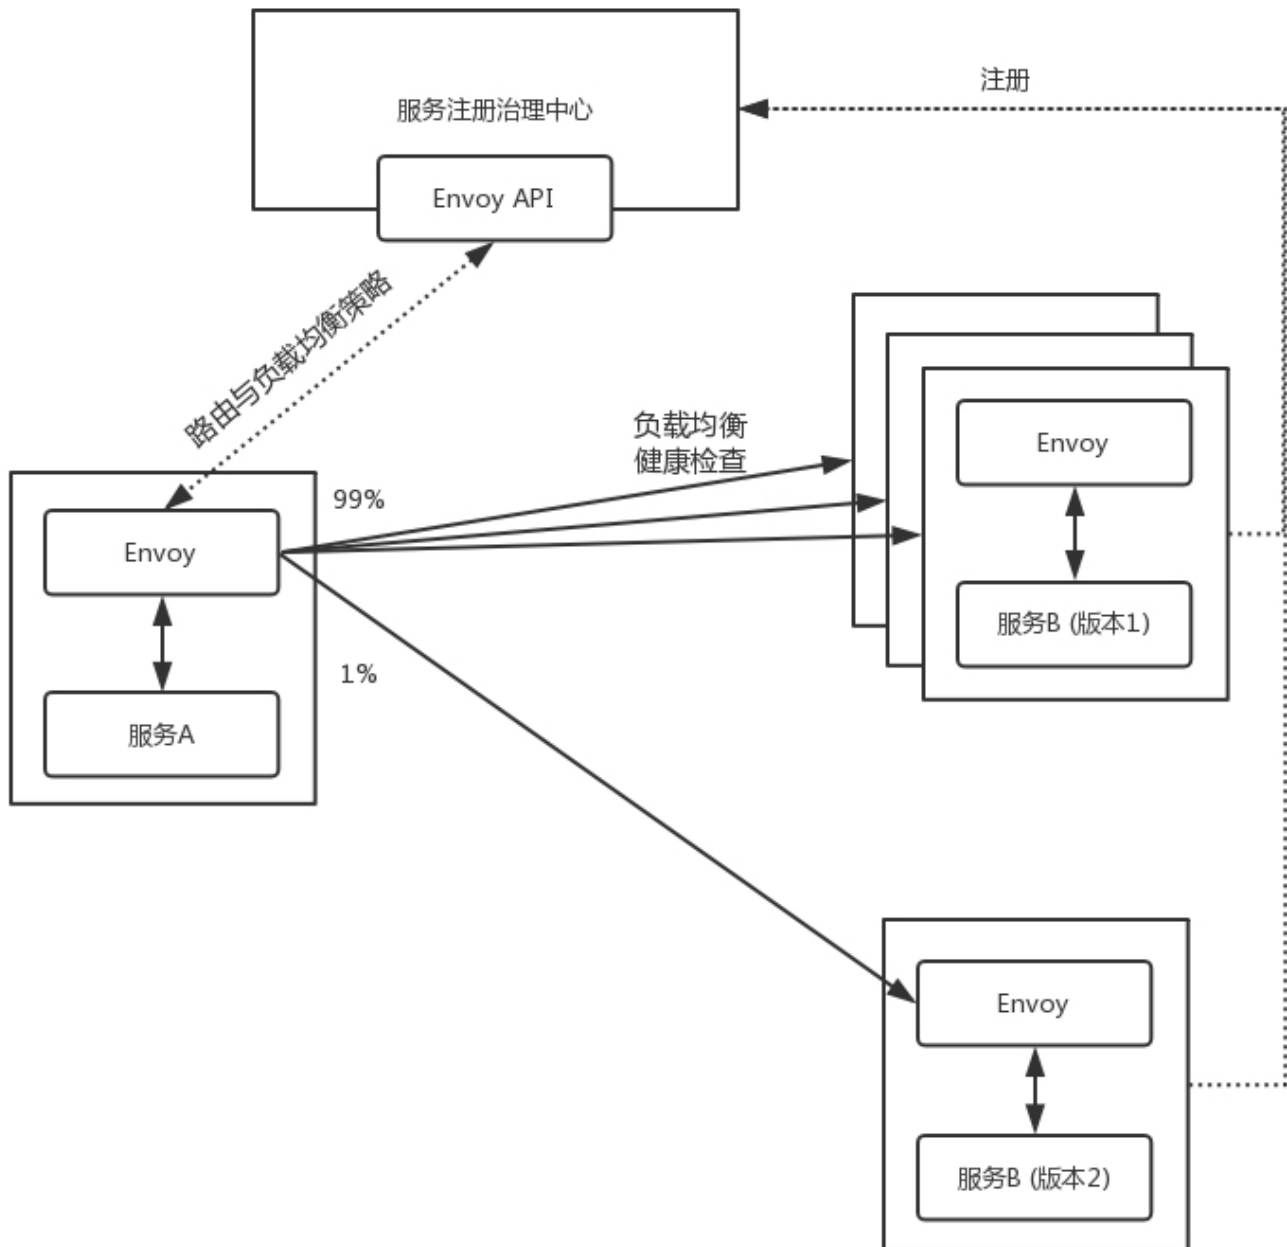 注册
服务注册治理中心
Envoy API
路由与负载均衡策略
负载均衡
健康检查
Envoy
99%
Envoy
服务B (版本1)
1%
服务A
Envoy
服务B (版本2)